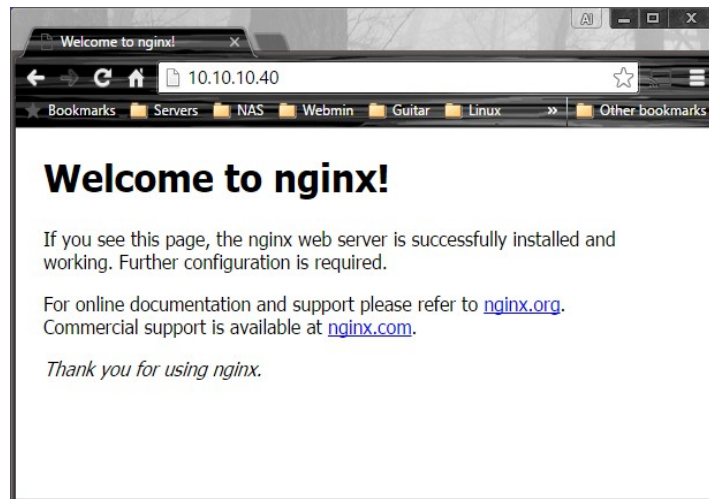 Al
Welcome to nginx!
10.10.10.40
Bookmarks Servers NAS Webmin Guitar Linux » Other bookmarks
Welcome to nginx!
If you see this page, the nginx web server is successfully installed and
working. Further configuration is required.
For online documentation and support please refer to nginx.org.
Commercial support is available at nginx.com.
Thank you for using nginx.